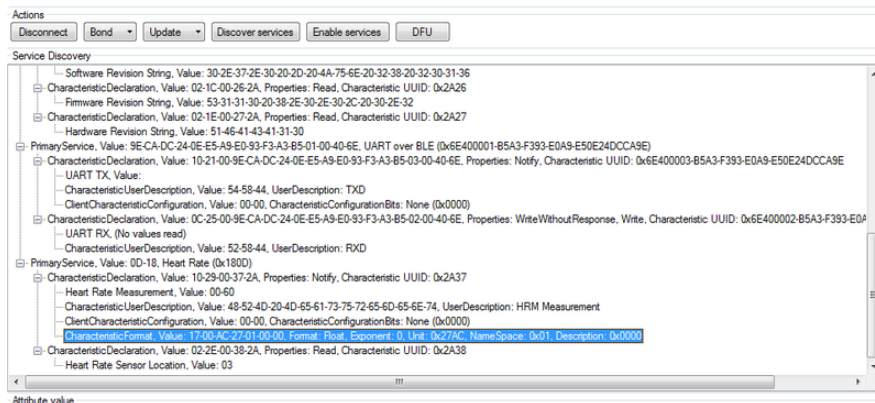 Actions
Disconnect Bond Update Discover services Enable services DFU
Service Discovery
Software Revision String, Value: 30-2E-37-2E-30-20-2D-20-4A-75-6E-20-32-38-20-32-30-31-36
CharacteristicDeclaration, Value: 02-1C-00-26-2A, Properties: Read, Characteristic UUID: 0x2A26
Firmware Revision String, Value: 53-31-31-30-20-38-2E-30-2E-30-2C-20-30-2E-32
CharacteristicDeclaration, Value: 02-1E-00-27-2A, Properties: Read, Characteristic UUID: 0x2A27
Hardware Revision String, Value: 51-46-41-43-41-31-30
PrimaryService, Value: 9E-CA-DC-24-0E-E5-A9-E0-93-F3-A3-B5-01-00-40-6E, UART over BLE (0x6E400001-B5A3-F393-E0A9-E50E24DCCA9E)
CharacteristicDeclaration, Value: 10-21-00-9E-CA-DC-24-0E-E5-A9-E0-93-F3-A3-B5-03-00-40-6E, Properties: Notify, Characteristic UUID: 0x6E400003-B5A3-F393-E0A9-E50E24DCCA9E
UART TX, Value:
CharacteristicUserDescription, Value: 54-58-44, UserDescription: TXD
ClientCharacteristicConfiguration, Value: 00-00, CharacteristicConfigurationBits: None (0x0000)
CharacteristicDeclaration, Value: 0C-25-00-9E-CA-DC-24-0E-E5-A9-E0-93-F3-A3-B5-02-00-40-6E, Properties: WriteWithoutResponse, Write, Characteristic UUID: 0x6E400002-B5A3-F393-E0A
UART RX, (No values read)
CharacteristicUserDescription, Value: 52-58-44, UserDescription: RXD
PrimaryService, Value: 0D-18, Heart Rate (0x180D)
CharacteristicDeclaration, Value: 10-29-00-37-2A, Properties: Notify, Characteristic UUID: 0x2A37
Heart Rate Measurement, Value: 00-60
CharacteristicUserDescription, Value: 48-52-4D-20-4D-65-61-73-75-72-65-6D-65-6E-74, UserDescription: HRM Measurement
ClientCharacteristicConfiguration, Value: 00-00, CharacteristicConfigurationBits: None (0x0000)
CharacteristicFormat, Value: 17-00-AC-27-01-00-00, Format: Float, Exponent: 0, Unit: 0x27AC, NameSpace: 0x01, Description: 0x0000
CharacteristicDeclaration, Value: 02-2E-00-38-2A, Properties: Read, Characteristic UUID: 0x2A38
Heart Rate Sensor Location, Value: 03
Attribute value